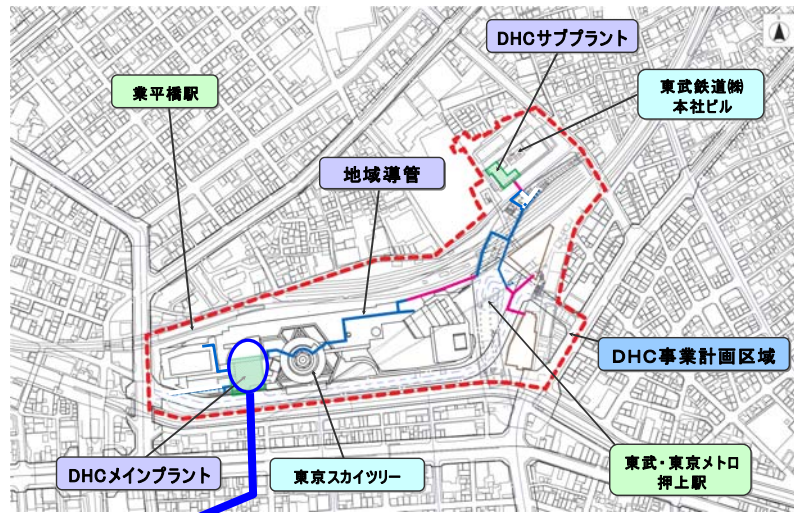 DHCサブプラント
業平橋駅
東武鉄道㈱
本社ビル
地域導管
DHC事業計画区域
DHCメインプラント
東京スカイツリー
東武・東京メトロ
押上駅